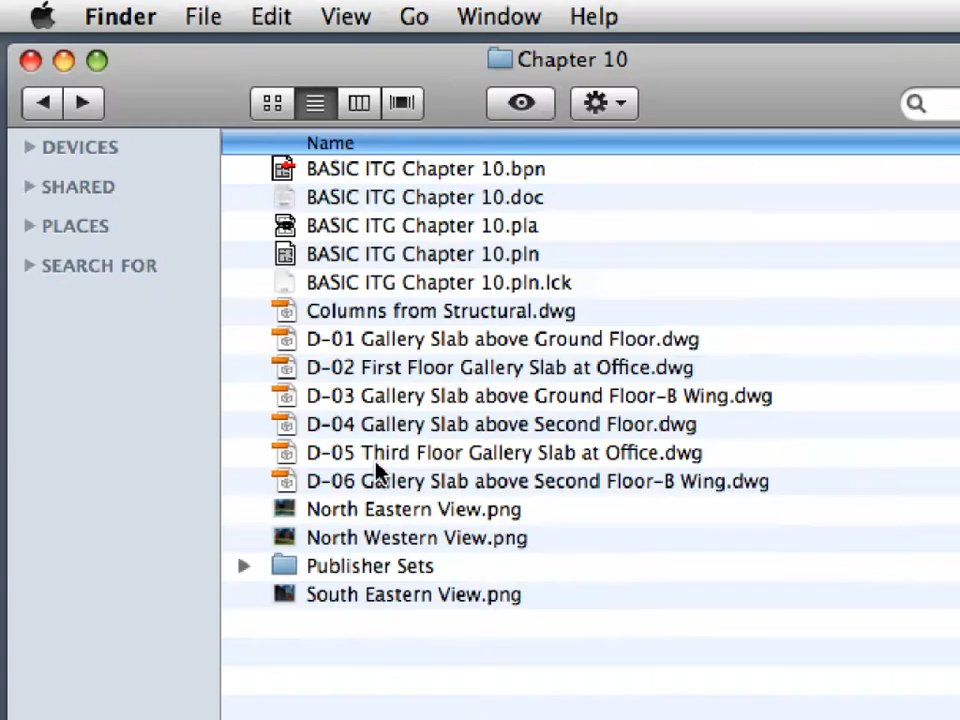 Finder File Edit View Go Window Help
Chapter 10
DEVICES
SHARED
PLACES
SEARCH FOR
Name
BASIC ITG Chapter 10.bpn
BASIC ITG Chapter 10.doc
BASIC ITG Chapter 10.pla
BASIC ITG Chapter 10.pln
BASIC ITG Chapter 10.pln.lck
Columns from Structural.dwg
D-01 Gallery Slab above Ground Floor.dwg
D-02 First Floor Gallery Slab at Office.dwg
D-03 Gallery Slab above Ground Floor-B Wing.dwg
D-04 Gallery Slab above Second Floor.dwg
D-05 Third Floor Gallery Slab at Office.dwg
D-06 Gallery Slab above Second Floor-B Wing.dwg
North Eastern View.png
North Western View.png
Publisher Sets
South Eastern View.png